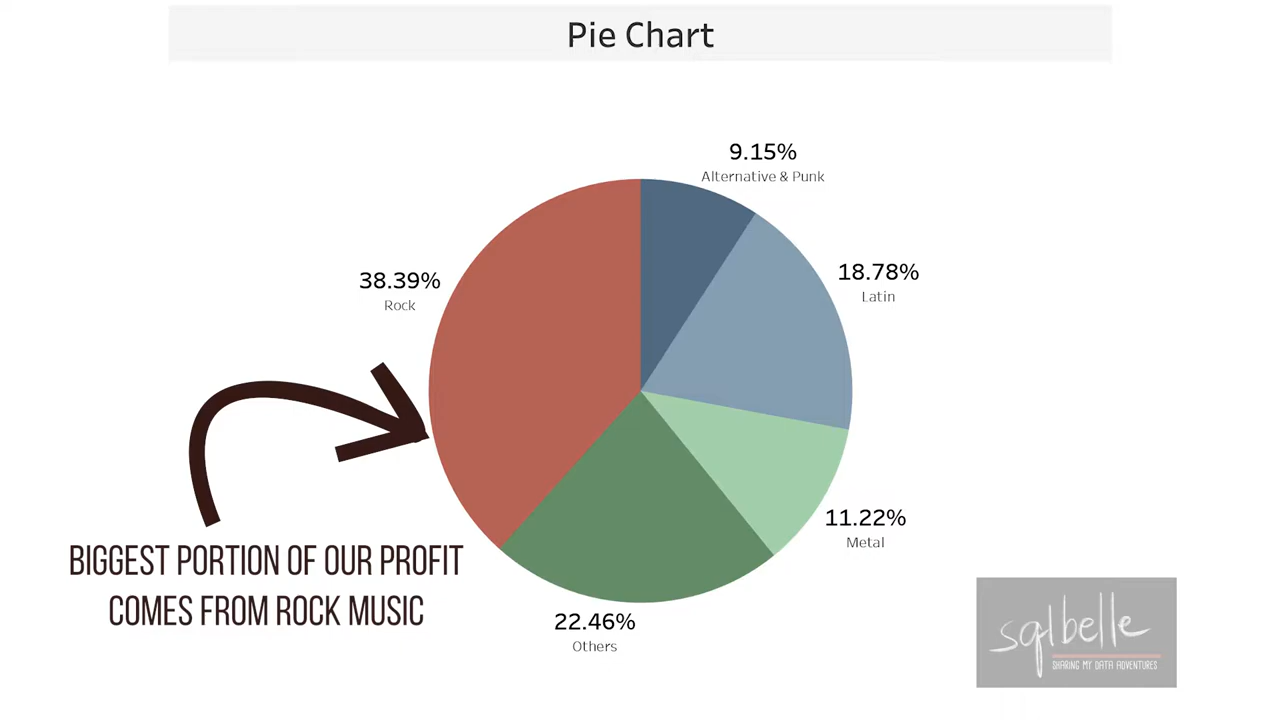 Pie Chart
9.15%
Alternative & Punk
18.78%
Latin
38.39%
Rock
11.22%
Metal
BIGGEST PORTION OF OUR PROFIT
COMES FROM ROCK MUSIC
22.46%
Others
sqlbelle
SHARING MY DATA ADVENTURES